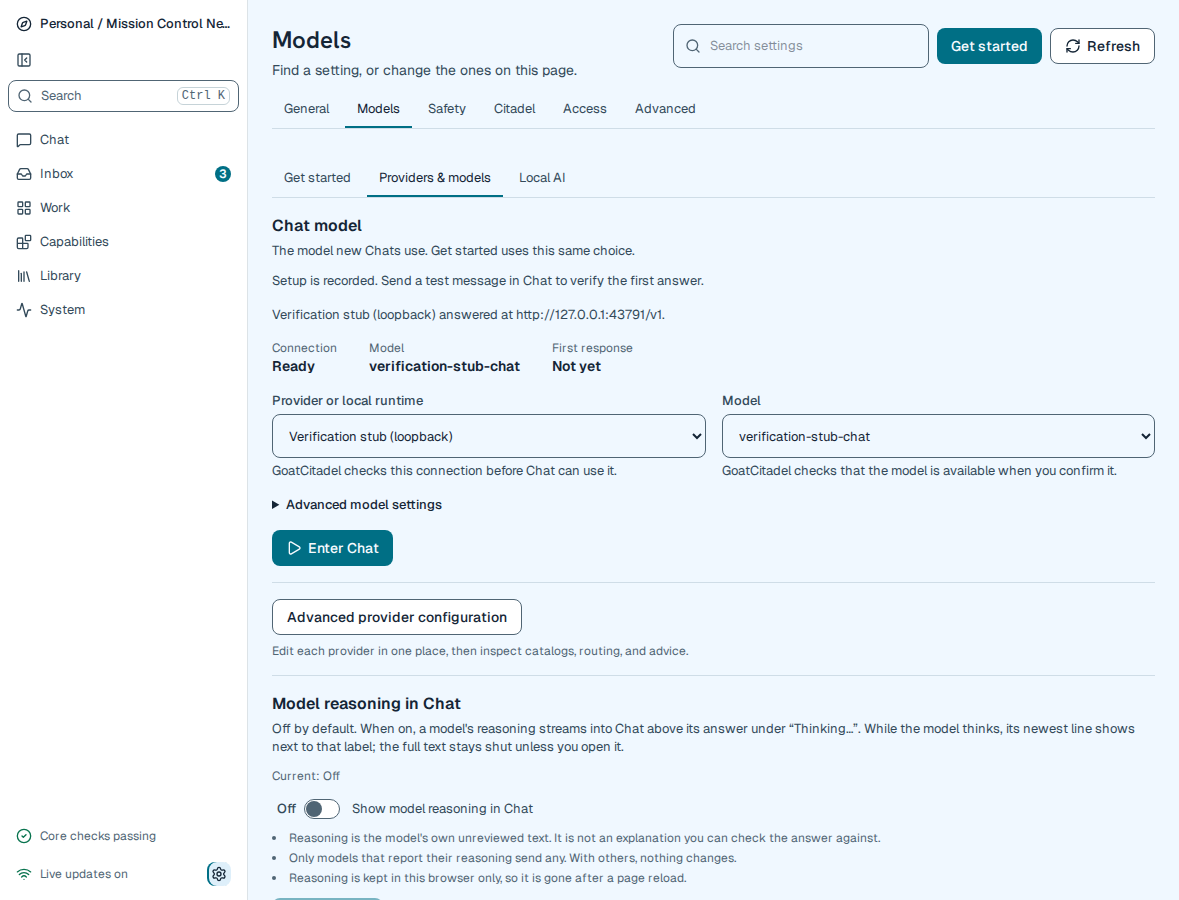 Personal / Mission Control Ne...
Search
Ctrl K
Chat
Inbox
3
Work
Capabilities
Library
System
Core checks passing
Live updates on
Models
Find a setting, or change the ones on this page.
Search settings
Get started
Refresh
General
Models
Safety
Citadel
Access
Advanced
Get started
Providers & models
Local AI
Chat model
The model new Chats use. Get started uses this same choice.
Setup is recorded. Send a test message in Chat to verify the first answer.
Verification stub (loopback) answered at http://127.0.0.1:43791/v1.
Connection
Ready
Model
verification-stub-chat
First response
Not yet
Provider or local runtime
Verification stub (loopback)
GoatCitadel checks this connection before Chat can use it.
Model
verification-stub-chat
GoatCitadel checks that the model is available when you confirm it.
Advanced model settings
Enter Chat
Advanced provider configuration
Edit each provider in one place, then inspect catalogs, routing, and advice.
Model reasoning in Chat
Off by default. When on, a model's reasoning streams into Chat above its answer under “Thinking…”. While the model thinks, its newest line shows
next to that label; the full text stays shut unless you open it.
Current: Off
Off
Show model reasoning in Chat
• Reasoning is the model's own unreviewed text. It is not an explanation you can check the answer against.
• Only models that report their reasoning send any. With others, nothing changes.
• Reasoning is kept in this browser only, so it is gone after a page reload.